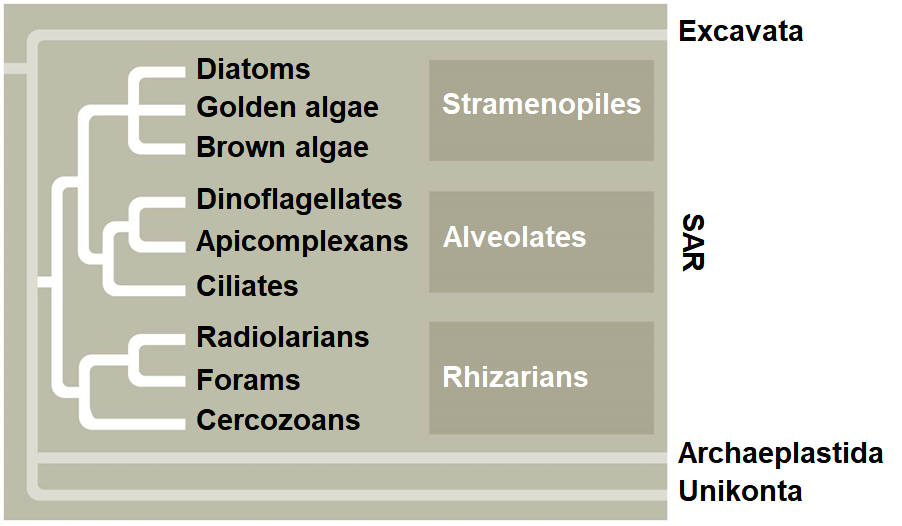 Excavata
Diatoms
Golden algae
Brown algae
Stramenopiles
Dinoflagellates
Apicomplexans
Ciliates
Alveolates
SAR
Radiolarians
Forams
Cercozoans
Rhizarians
Archaeplastida
Unikonta